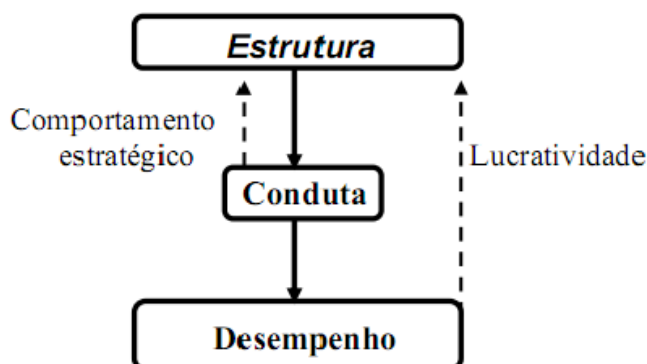 Estrutura
Comportamento
estratégico
Lucratividade
Conduta
Desempenho